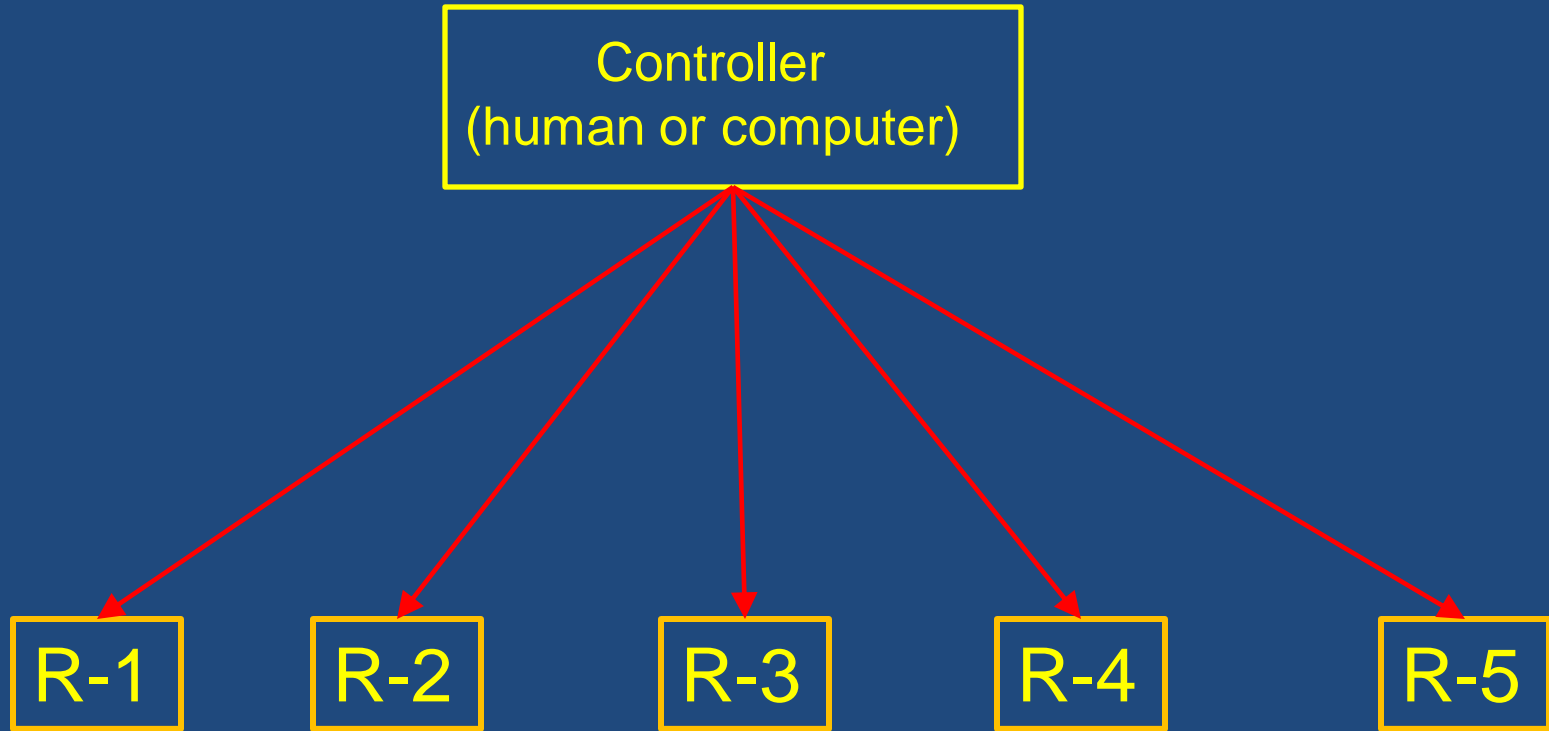 Controller
(human or computer)
R-1
R-2
R-3
R-4
R-5